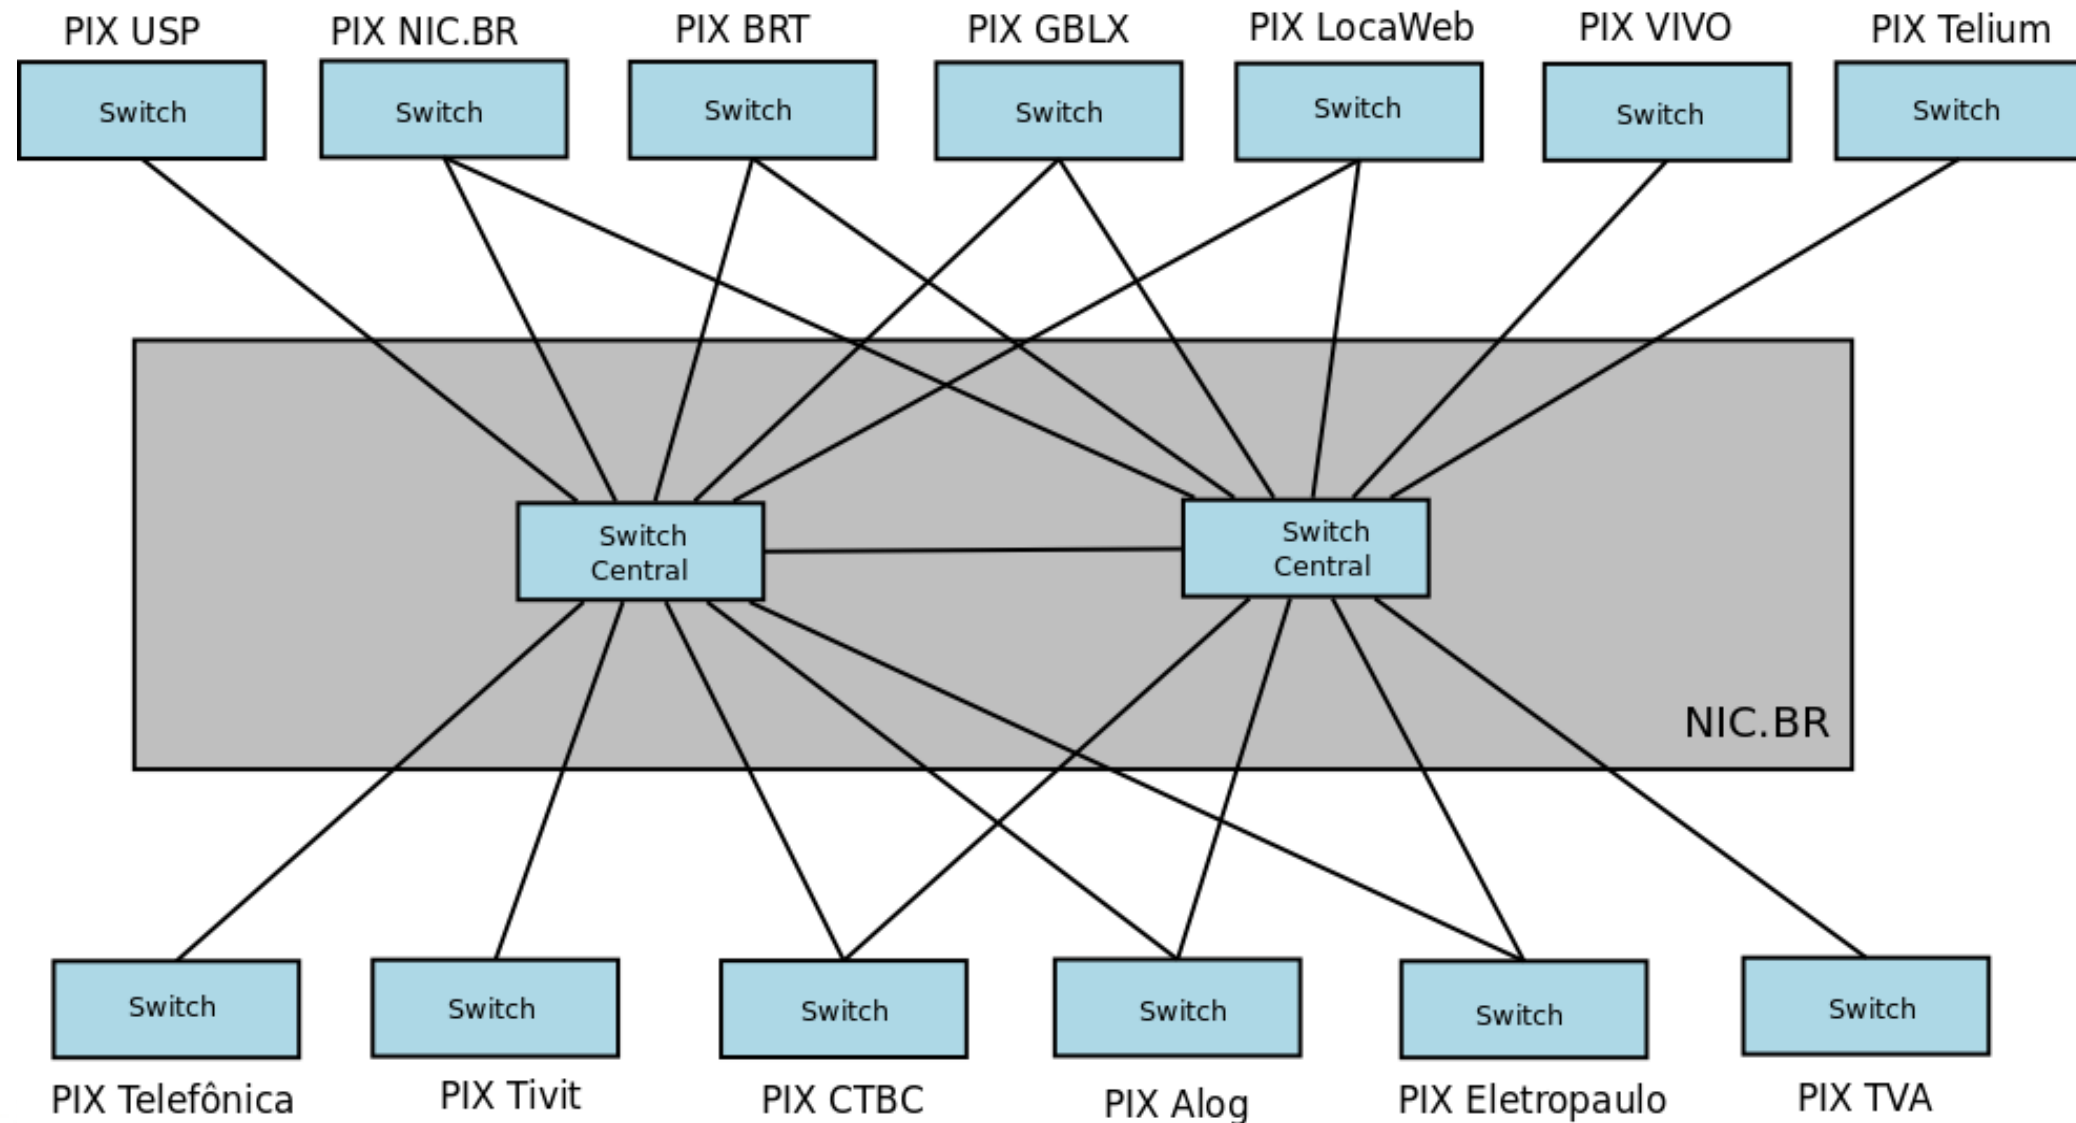 PIX USP
PIX NIC.BR
PIX BRT
PIX GBLX
PIX LocaWeb
PIX VIVO
PIX Telium
Switch
Switch
Switch
Switch
Switch
Switch
Switch
Switch
Central
Switch
Central
NIC.BR
Switch
Switch
Switch
Switch
Switch
Switch
PIX Telefônica
PIX Tivit
PIX CTBC
PIX Alog
PIX Eletropaulo
PIX TVA